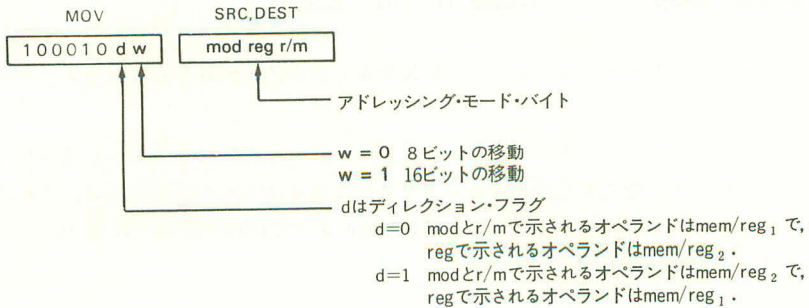 MOV SRC,DEST
1 0 0 0 1 0 d w mod reg r/m
アドレッシング・モード・バイト
w = 0 8ビットの移動
w = 1 16ビットの移動
dはディレクション・フラグ
d=0 modとr/mで示されるオペランドはmem/reg₁で,
regで示されるオペランドはmem/reg₂.
d=1 modとr/mで示されるオペランドはmem/reg₂で,
regで示されるオペランドはmem/reg₁.